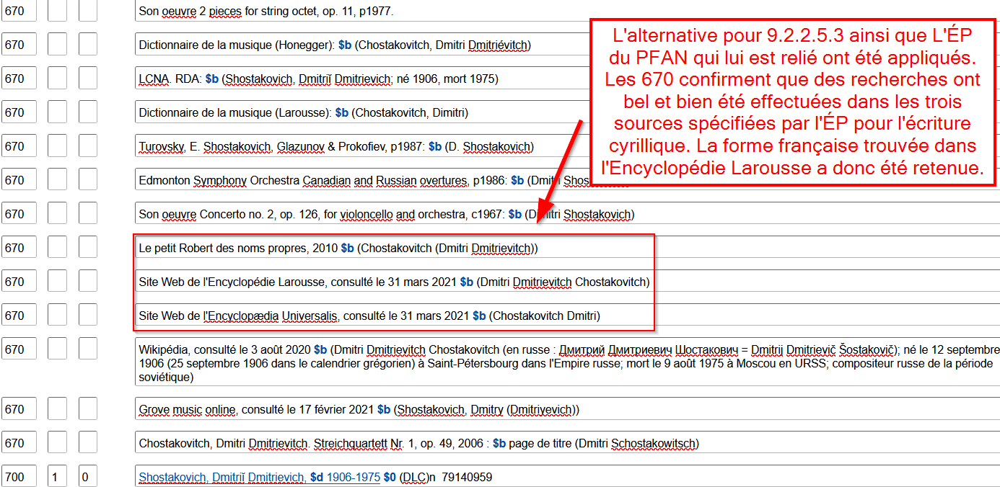 670 Son oeuvre 2 pieces for string octet, op. 11, p1977.
L'alternative pour 9.2.2.5.3 ainsi que L'ÉP
du PFAN qui lui est relié ont été appliqués.
Les 670 confirment que des recherches ont
bel et bien été effectuées dans les trois
sources spécifiées par l'ÉP pour l'écriture
cyrillique. La forme française trouvée dans
l'Encyclopédie Larousse a donc été retenue.
670 Dictionnaire de la musique (Honegger): $b (Chostakovitch, Dmitri Dmitriévitch)
670 LCNA. RDA: $b (Shostakovich, Dmitriĭ Dmitrievich; né 1906, mort 1975)
670 Dictionnaire de la musique (Larousse): $b (Chostakovitch, Dimitri)
670 Turovsky, E. Shostakovich, Glazunov & Prokofiev, p1987: $b (D. Shostakovich)
670 Edmonton Symphony Orchestra Canadian and Russian overtures, p1986: $b (Dmitri
670 Son oeuvre Concerto no. 2, op. 126, for violoncello and orchestra, c1967: $b (Dmitri Shostakovich)
670 Le petit Robert des noms propres, 2010 $b (Chostakovitch (Dmitri Dmitrievitch))
670 Site Web de l'Encyclopédie Larousse, consulté le 31 mars 2021 $b (Dmitri Dmitrievitch Chostakovitch)
670 Site Web de l'Encyclopædia Universalis, consulté le 31 mars 2021 $b (Chostakovitch Dmitri)
670 Wikipédia, consulté le 3 août 2020 $b (Dmitri Dmitrievitch Chostakovitch (en russe : Дмитрий Дмитриевич Шостакович = Dmitrij Dmitrievič Šostakovič); né le 12 septembre
1906 (25 septembre 1906 dans le calendrier grégorien) à Saint-Pétersbourg dans l'Empire russe; mort le 9 août 1975 à Moscou en URSS; compositeur russe de la période
soviétique)
670 Grove music online, consulté le 17 février 2021 $b (Shostakovich, Dmitry (Dmitriyevich))
670 Chostakovitch, Dmitri Dmitrievitch. Streichquartett Nr. 1, op. 49, 2006 : $b page de titre (Dmitri Schostakowitsch)
700 1 0 Shostakovich, Dmitriĭ Dmitrievich, $d 1906-1975 $0 (DLC)n 79140959